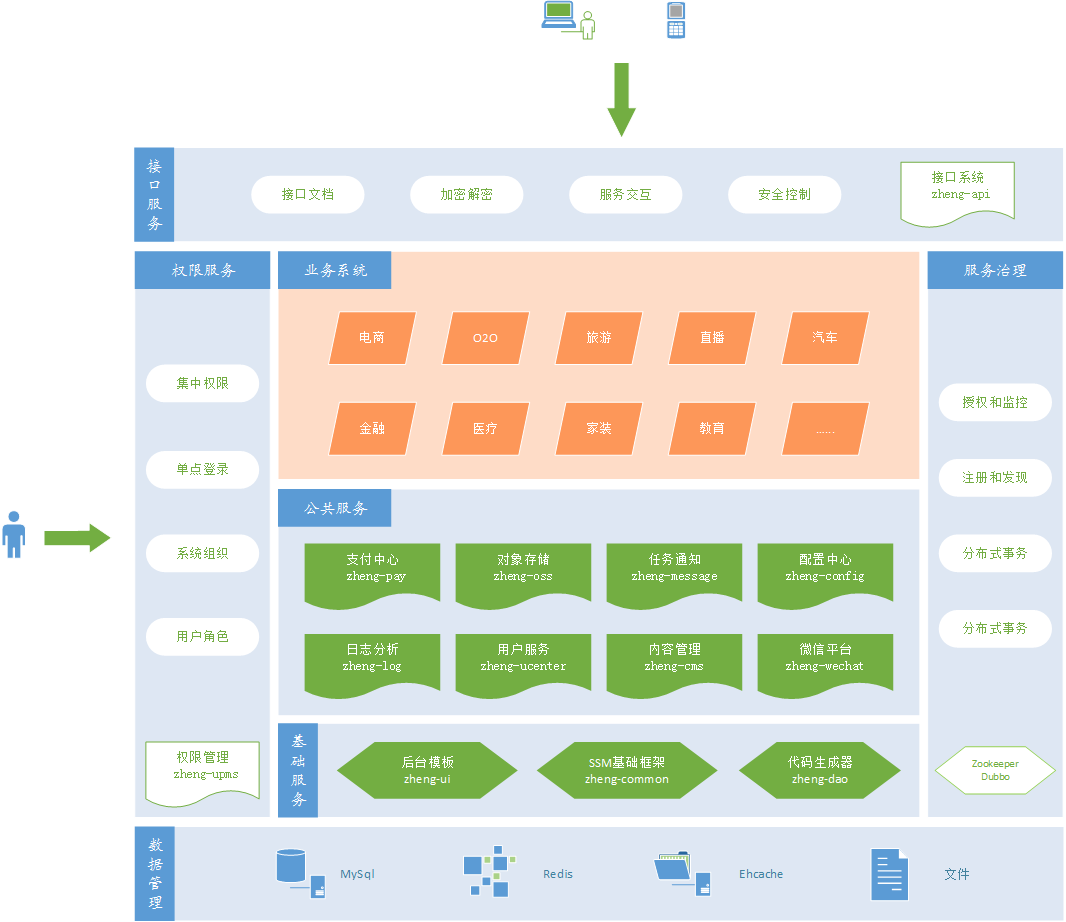 接口服务
接口文档
加密解密
服务交互
安全控制
接口系统
zheng-api
权限服务
集中权限
单点登录
系统组织
用户角色
权限管理
zheng-upms
业务系统
电商
O2O
旅游
直播
汽车
金融
医疗
家装
教育
......
公共服务
支付中心
zheng-pay
对象存储
zheng-oss
任务通知
zheng-message
配置中心
zheng-config
日志分析
zheng-log
用户服务
zheng-ucenter
内容管理
zheng-cms
微信平台
zheng-wechat
基础服务
后台模板
zheng-ui
SSM基础框架
zheng-common
代码生成器
zheng-dao
服务治理
授权和监控
注册和发现
分布式事务
分布式事务
Zookeeper
Dubbo
数据管理
MySql
Redis
Ehcache
文件